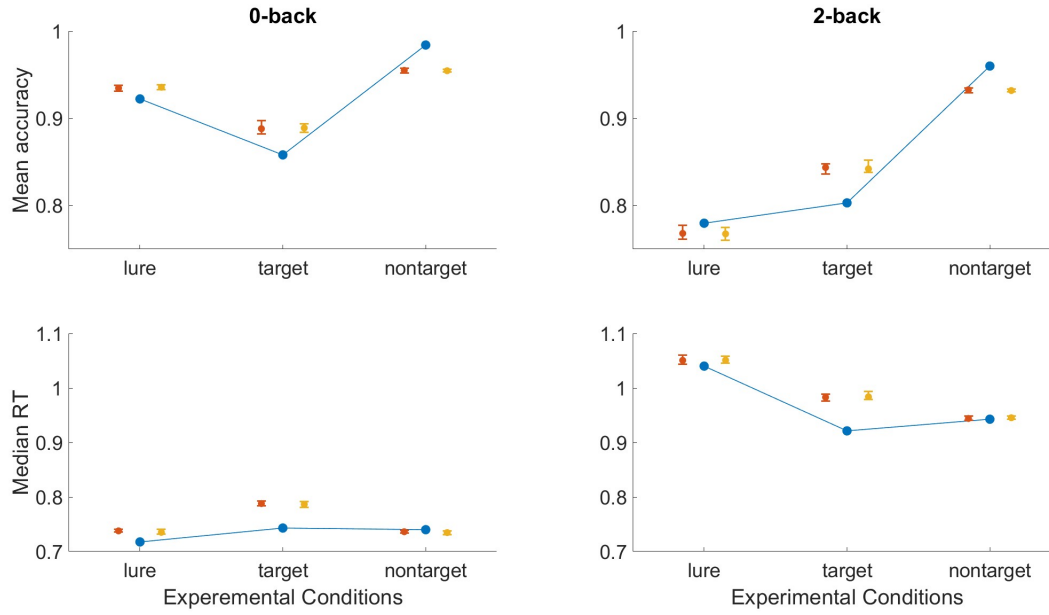 0-back
2-back
Mean accuracy
1
0.9
0.8
lure target nontarget
1
0.9
0.8
lure target nontarget
Median RT
1.1
1
0.9
0.8
0.7
lure target nontarget
Experemental Conditions
1.1
1
0.9
0.8
0.7
lure target nontarget
Experimental Conditions